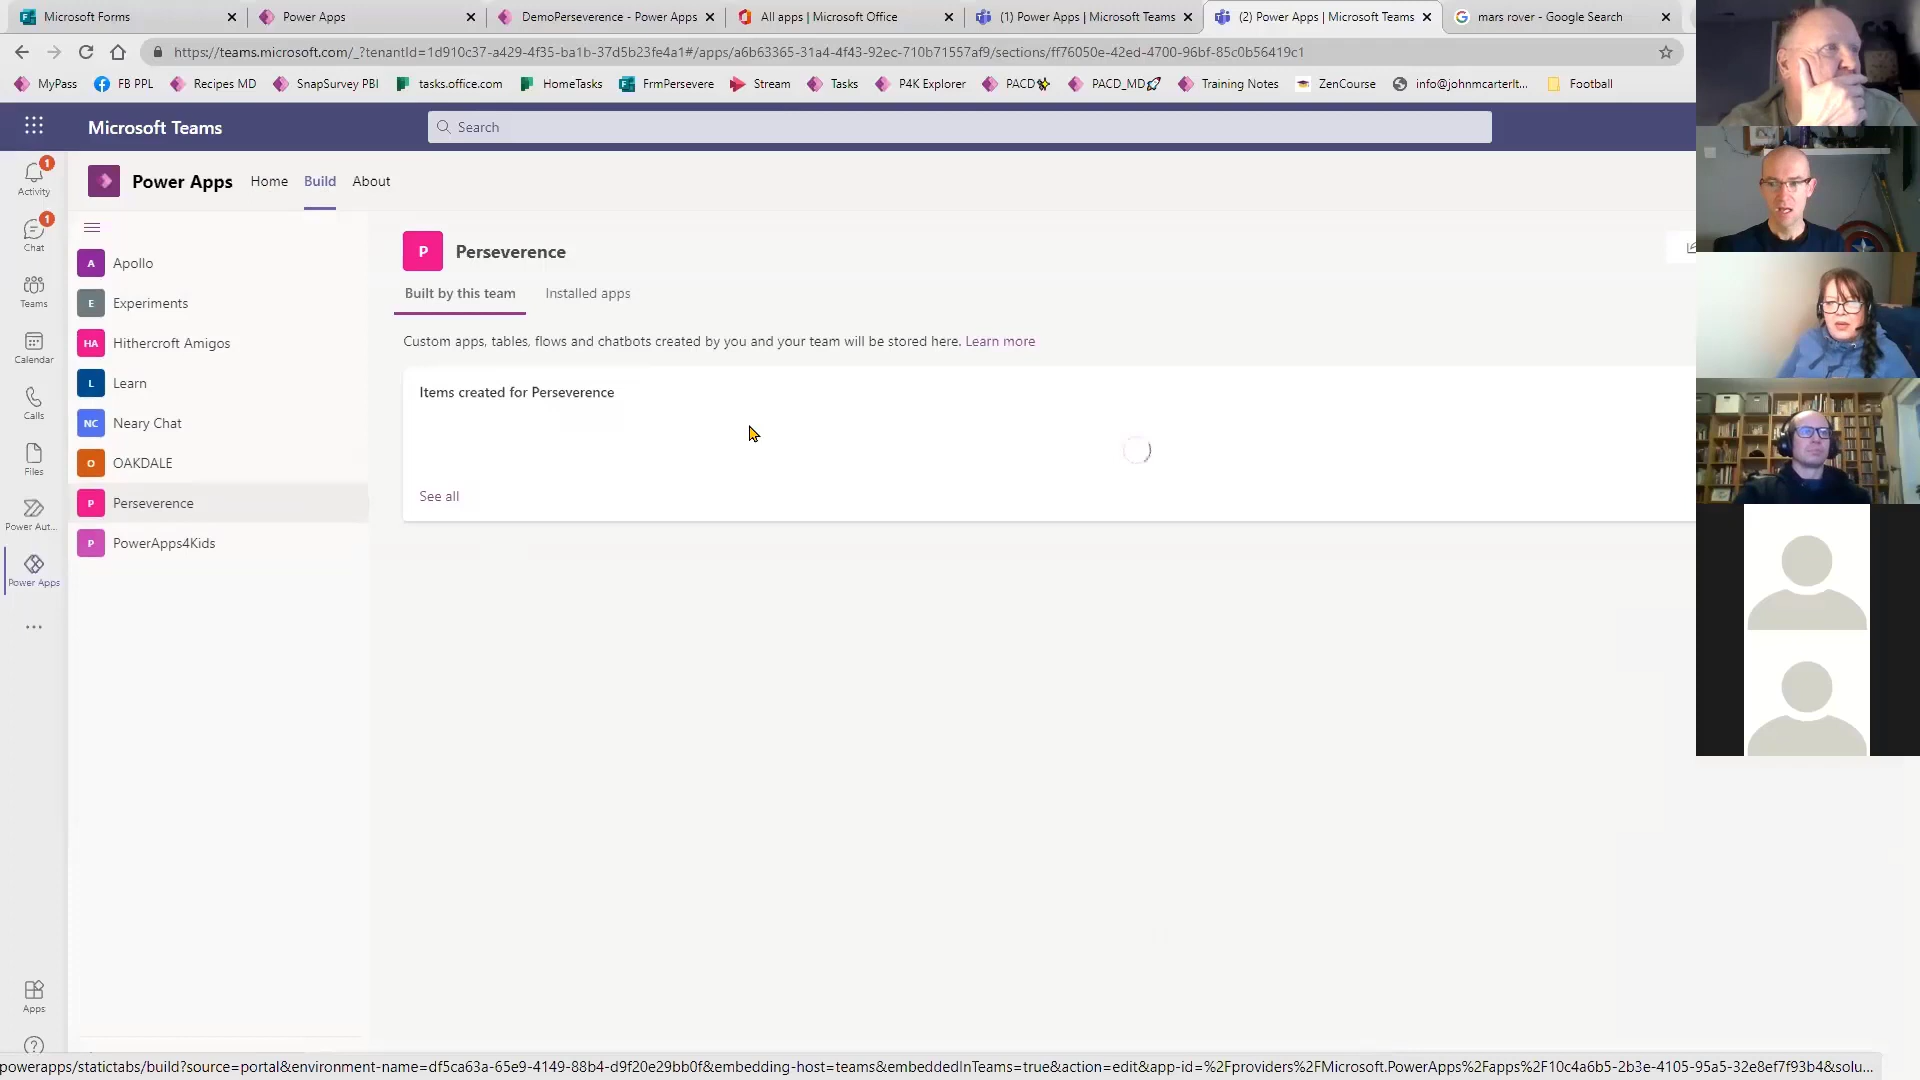 Microsoft Forms
Power Apps
DemoPerseverence - Power Apps
All apps | Microsoft Office
(1) Power Apps | Microsoft Teams
(2) Power Apps | Microsoft Teams
mars rover - Google Search
https://teams.microsoft.com/_?tenantId=1d910c37-a429-4f35-ba1b-37d5b23fe4a1#/apps/a6b63365-31a4-4f43-92ec-710b71557af9/sections/ff76050e-42ed-4700-96bf-85c0b56419c1
MyPass
FB PPL
Recipes MD
SnapSurvey PBI
tasks.office.com
HomeTasks
FrmPersevere
Stream
Tasks
P4K Explorer
PACD✨
PACD_MD🚀
Training Notes
ZenCourse
info@johnmcarterlt...
Football
Microsoft Teams
Search
1
Activity
1
Chat
Teams
Calendar
Calls
Files
Power Aut...
Power Apps
...
Apps
Power Apps
Home
Build
About
A Apollo
E Experiments
HA Hithercroft Amigos
L Learn
NC Neary Chat
O OAKDALE
P Perseverence
P PowerApps4Kids
P Perseverence
Built by this team
Installed apps
Custom apps, tables, flows and chatbots created by you and your team will be stored here. Learn more
Items created for Perseverence
See all
powerapps/statictabs/build?source=portal&environment-name=df5ca63a-65e9-4149-88b4-d9f20e29bb0f&embedding-host=teams&embeddedInTeams=true&action=edit&app-id=%2Fproviders%2FMicrosoft.PowerApps%2Fapps%2F10c4a6b5-2b3e-4105-95a5-32e8ef7f93b4&solu...